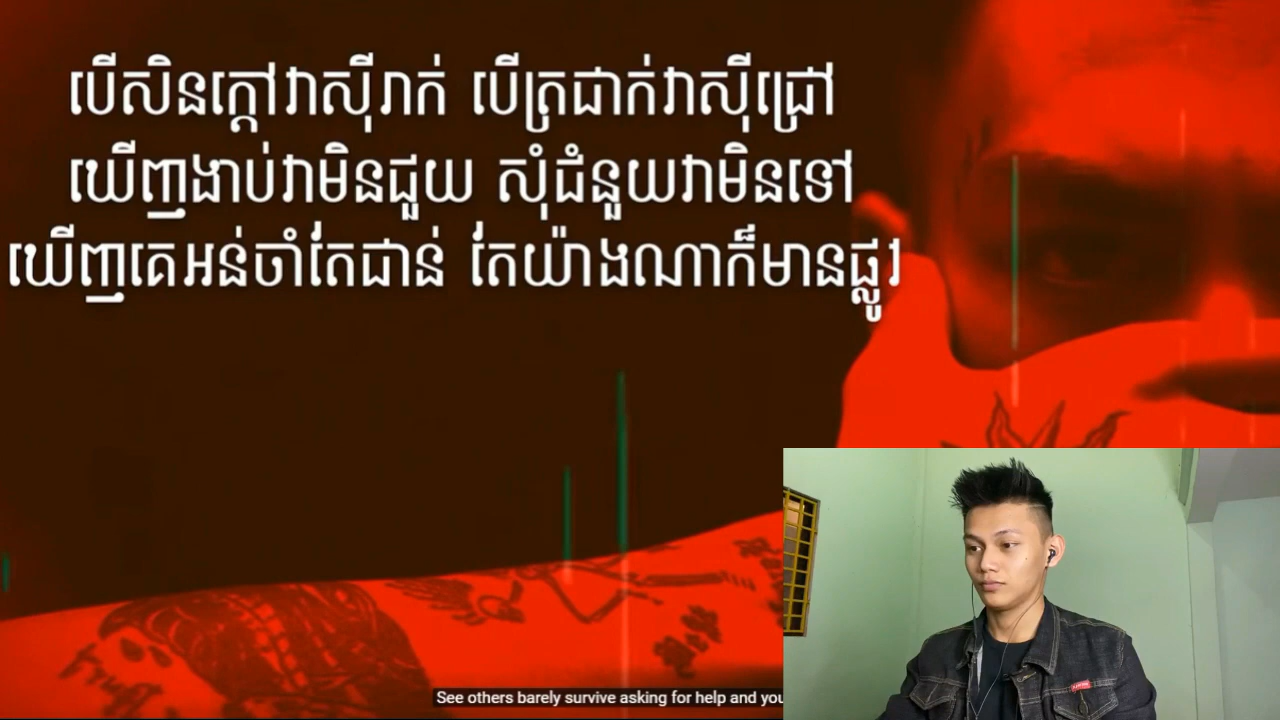 បើសិនក្ដៅវាស៊ីរាក់ បើត្រជាក់វាស៊ីជ្រៅ
ឃើញងាប់វាមិនជួយ សុំជំនួយវាមិនទៅ
ឃើញគេអន់ចាំតែជាន់ តែយ៉ាងណាក៏មានផ្លូវ
See others barely survive asking for help and you